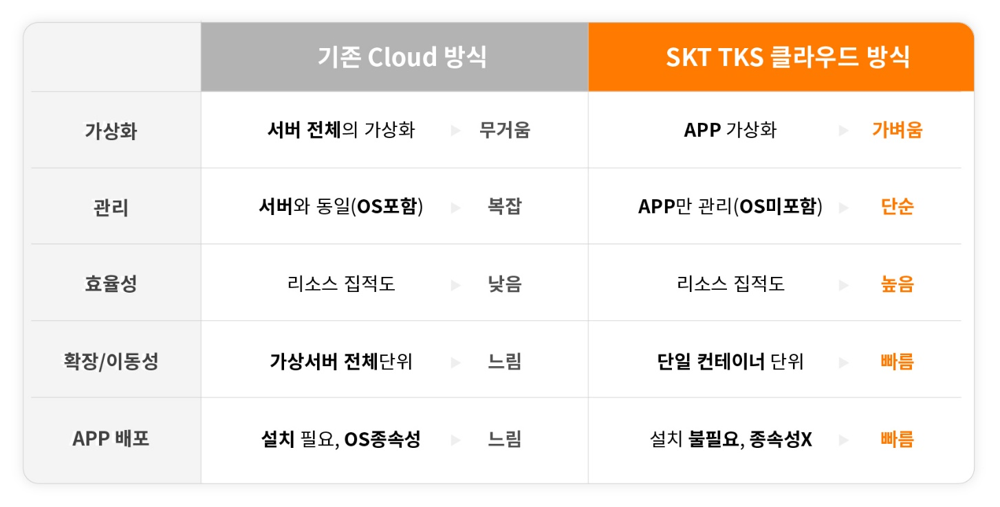 기존 Cloud 방식 SKT TKS 클라우드 방식
가상화 서버 전체의 가상화 ▶ 무거움 APP 가상화 ▶ 가벼움
관리 서버와 동일(OS포함) ▶ 복잡 APP만 관리(OS미포함) ▶ 단순
효율성 리소스 집적도 ▶ 낮음 리소스 집적도 ▶ 높음
확장/이동성 가상서버 전체단위 ▶ 느림 단일 컨테이너 단위 ▶ 빠름
APP 배포 설치 필요, OS종속성 ▶ 느림 설치 불필요, 종속성X ▶ 빠름